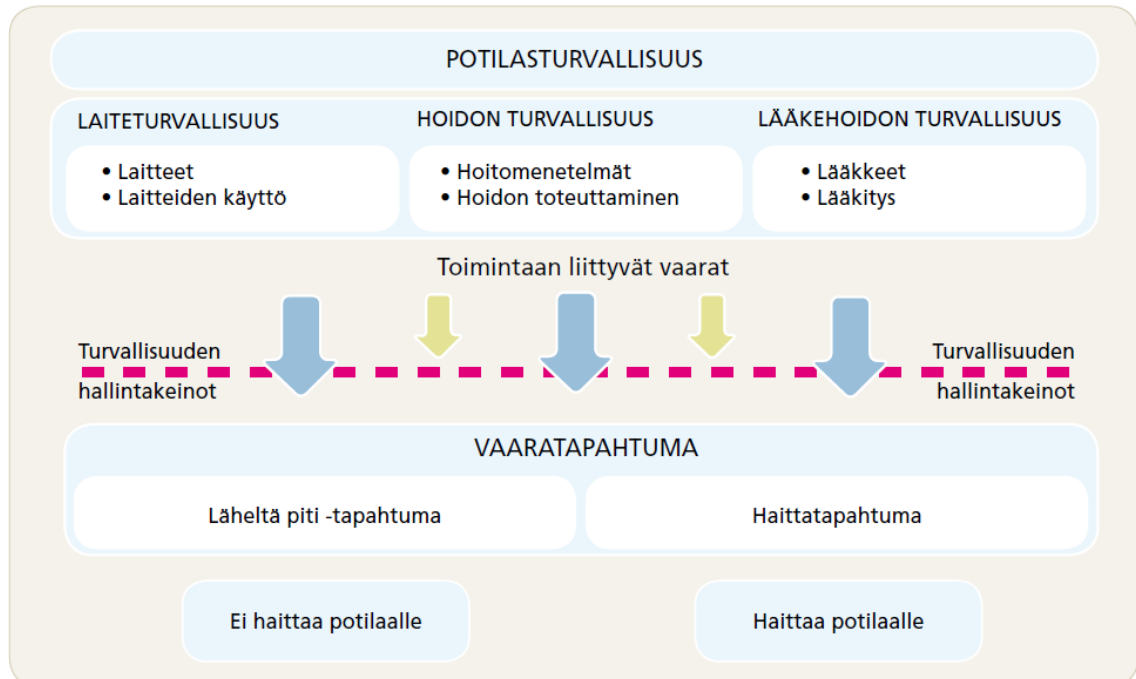 POTILASTURVALLISUUS
LAITETURVALLISUUS
• Laitteet
• Laitteiden käyttö
HOIDON TURVALLISUUS
• Hoitomenetelmät
• Hoidon toteuttaminen
LÄÄKEHOIDON TURVALLISUUS
• Lääkkeet
• Lääkitys
Toimintaan liittyvät vaarat
Turvallisuuden
hallintakeinot
Turvallisuuden
hallintakeinot
VAARATAPAHTUMA
Läheltä piti -tapahtuma
Haittatapahtuma
Ei haittaa potilaalle
Haittaa potilaalle